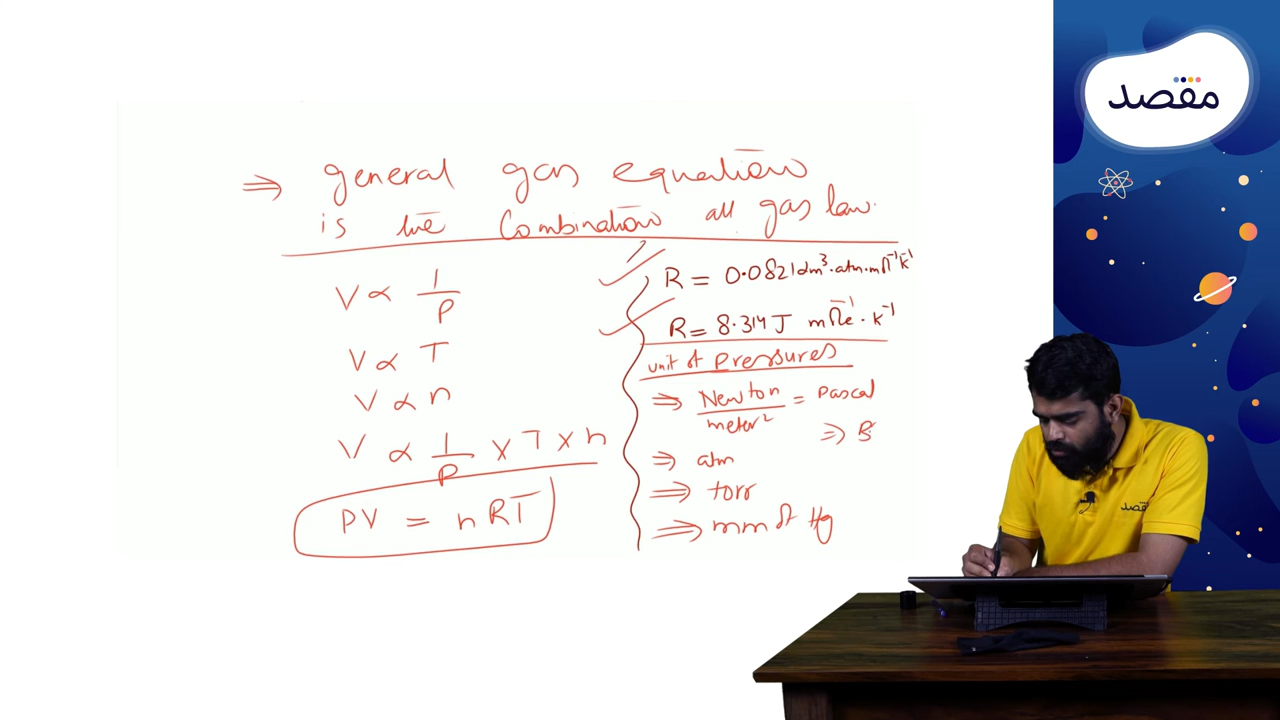 ⇒ general gas equation
is the Combination all gas law.
V ∝ 1/P
V ∝ T
V ∝ n
V ∝ 1/P × T × n
PV = nRT
R = 0.0821 dm³.atm.mol⁻¹ k⁻¹
R = 8.314 J mole⁻¹. k⁻¹
unit of Pressures
⇒ Newton/meter² = Pascal
⇒ B
⇒ atm
⇒ torr
⇒ mm of Hg
مقصد
مقصد